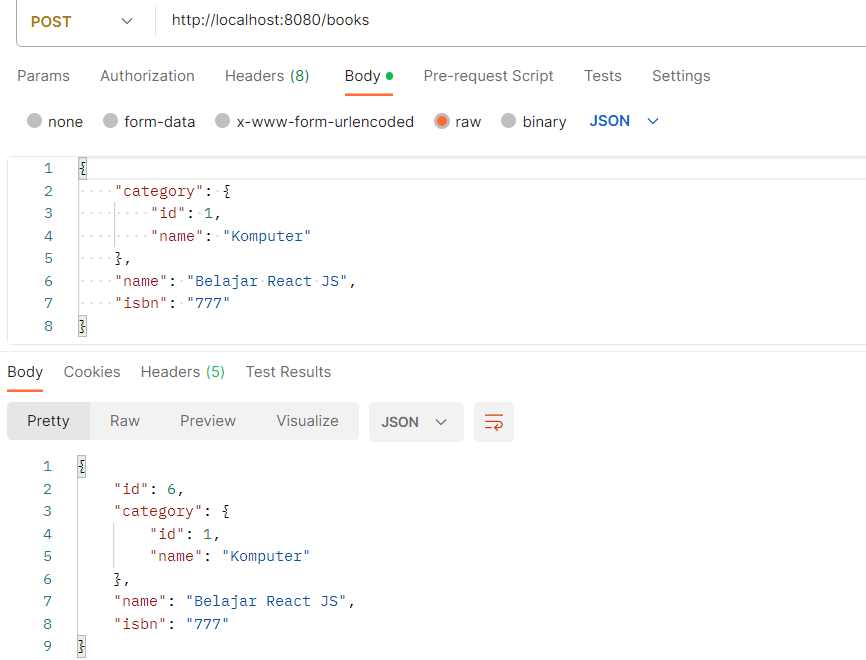 POST http://localhost:8080/books
Params Authorization Headers (8) Body Pre-request Script Tests Settings
none form-data x-www-form-urlencoded raw binary JSON
1 {
2 "category": {
3 "id": 1,
4 "name": "Komputer"
5 },
6 "name": "Belajar React JS",
7 "isbn": "777"
8 }
Body Cookies Headers (5) Test Results
Pretty Raw Preview Visualize JSON
1 {
2 "id": 6,
3 "category": {
4 "id": 1,
5 "name": "Komputer"
6 },
7 "name": "Belajar React JS",
8 "isbn": "777"
9 }